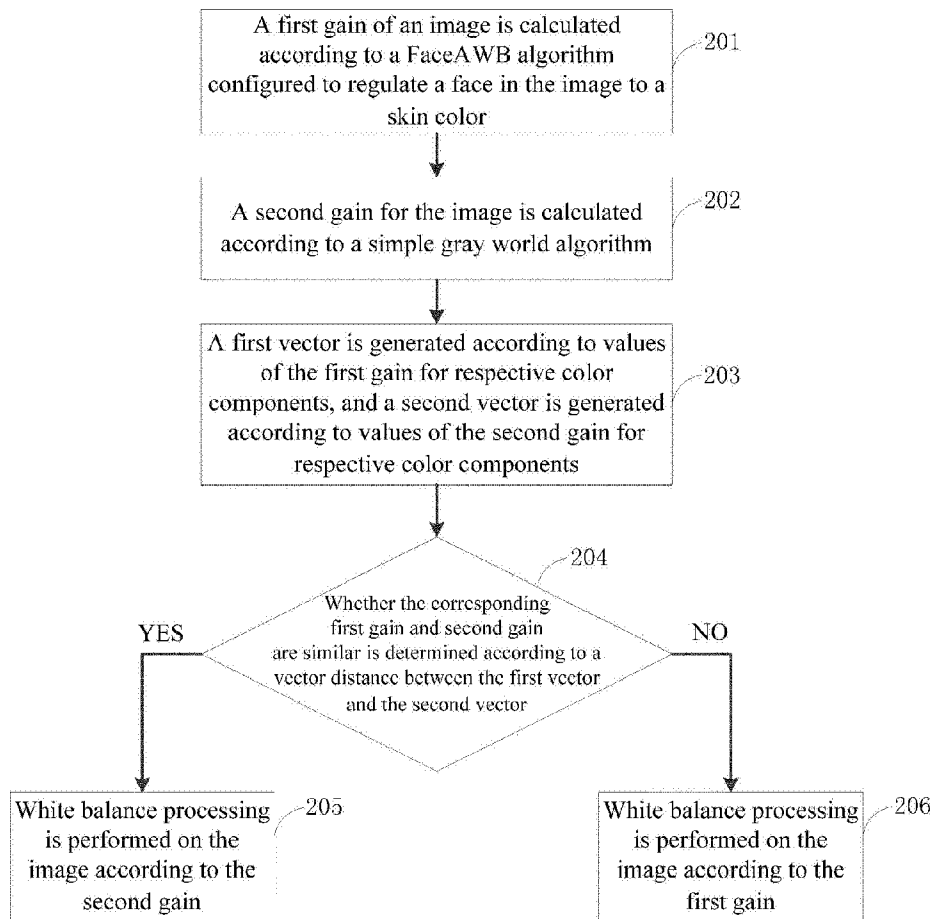 A first gain of an image is calculated
according to a FaceAWB algorithm
configured to regulate a face in the image to a
skin color
201
A second gain for the image is calculated
according to a simple gray world algorithm
202
A first vector is generated according to values
of the first gain for respective color
components, and a second vector is generated
according to values of the second gain for
respective color components
203
204
Whether the corresponding
first gain and second gain
are similar is determined according to a
vector distance between the first vector
and the second vector
YES
NO
White balance processing
is performed on the
image according to the
second gain
205
White balance processing
is performed on the
image according to the
first gain
206